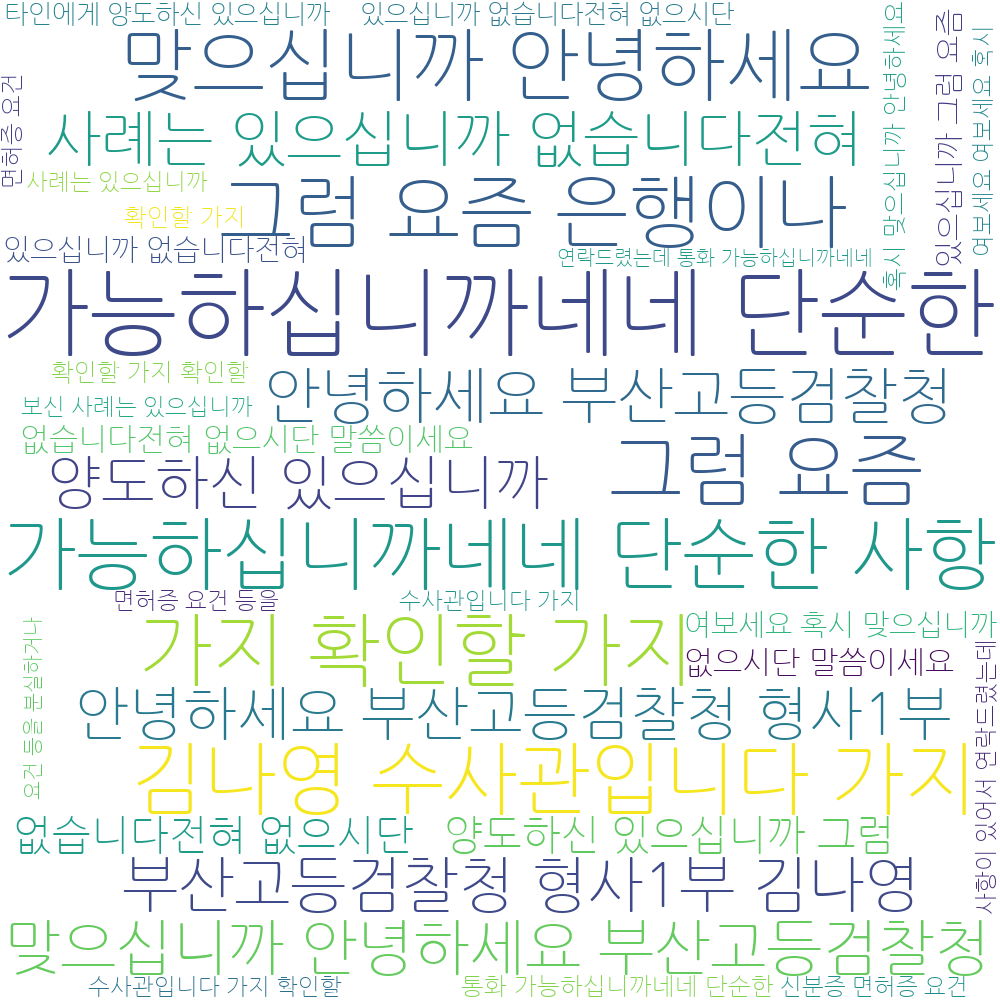 타인에게 양도하신 있으십니까
있으십니까 없습니다전혀 없으시단
맞으십니까 안녕하세요
사례는 있으십니까 없습니다전혀
면허증 요건
사례는 있으십니까
그럼 요즘 은행이나
확인할 가지
있으십니까 없습니다전혀
연락드렸는데 통화 가능하십니까네네
혹시 맞으십니까 안녕하세요
있으십니까 그럼 요즘
여보세요 여보세요 혹시
가능하십니까네네 단순한
확인할 가지 확인할
안녕하세요 부산고등검찰청
보신 사례는 있으십니까
없습니다전혀 없으시단 말씀이세요
그럼 요즘
양도하신 있으십니까
가능하십니까네네 단순한 사항
면허증 요건 등을
수사관입니다 가지
가지 확인할 가지
여보세요 혹시 맞으십니까
없으시단 말씀이세요
요건 등을 분실하거나
사항이 있어서 연락드렸는데
안녕하세요 부산고등검찰청 형사1부
김나영 수사관입니다 가지
없습니다전혀 없으시단
양도하신 있으십니까 그럼
부산고등검찰청 형사1부 김나영
맞으십니까 안녕하세요 부산고등검찰청
수사관입니다 가지 확인할
통화 가능하십니까네네 단순한
신분증 면허증 요건